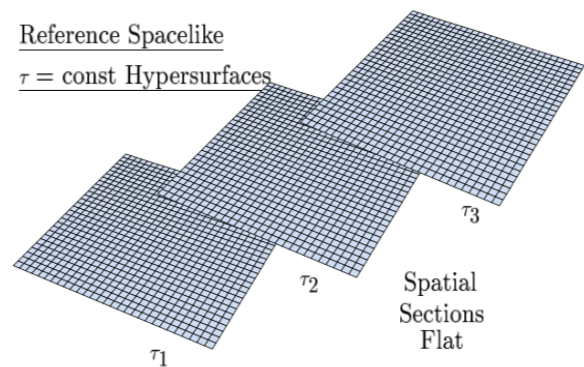 Reference Spacelike
τ = const Hypersurfaces
τ3
τ2
Spatial
Sections
Flat
τ1